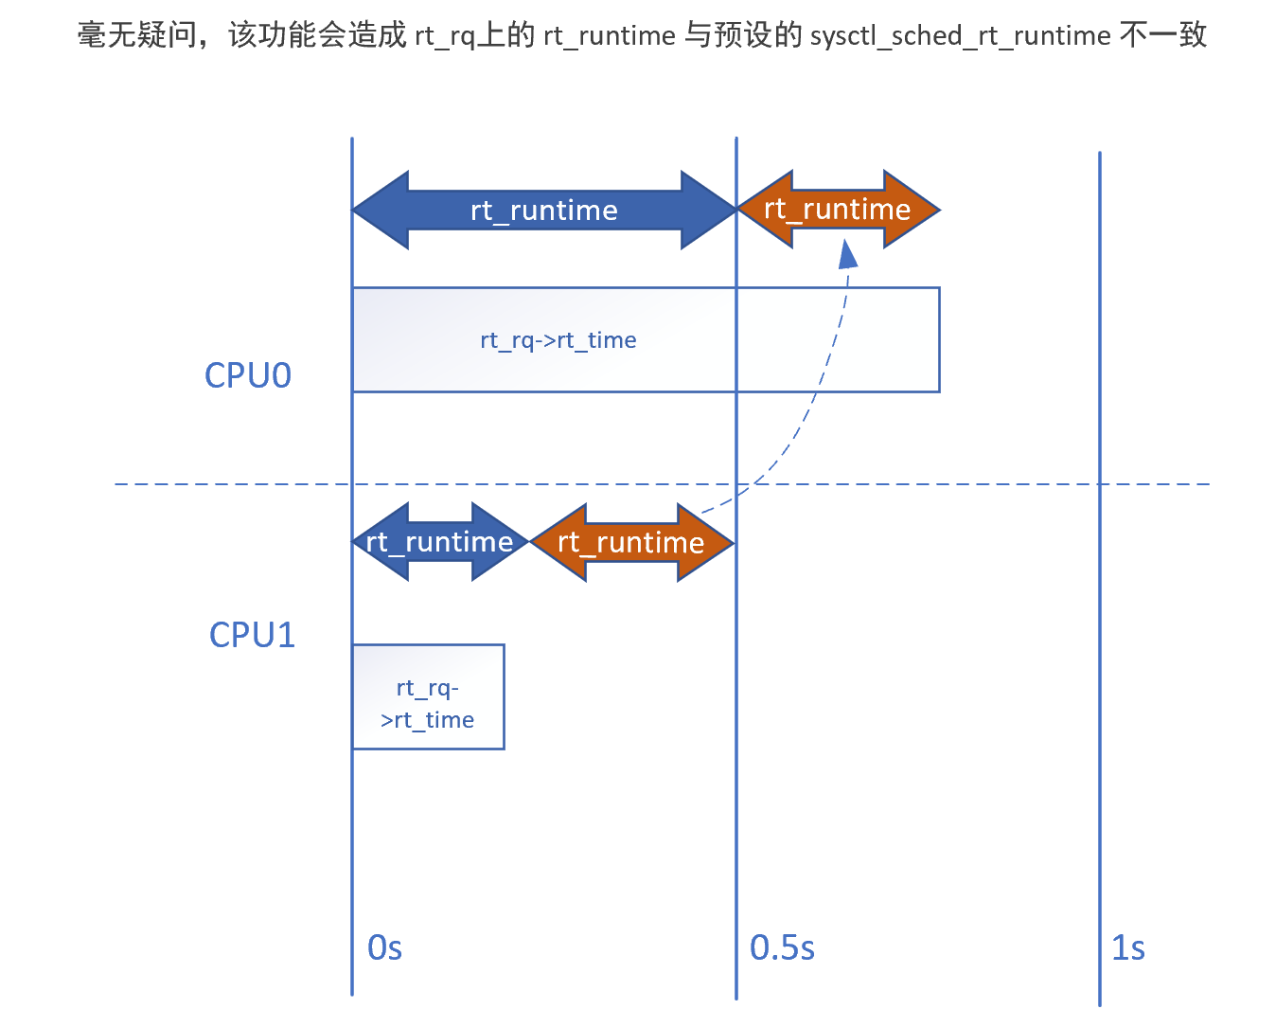 毫无疑问，该功能会造成 rt_rq上的 rt_runtime 与预设的 sysctl_sched_rt_runtime 不一致
rt_runtime
rt_runtime
rt_rq->rt_time
CPU0
rt_runtime
rt_runtime
CPU1
rt_rq-
>rt_time
0s
0.5s
1s